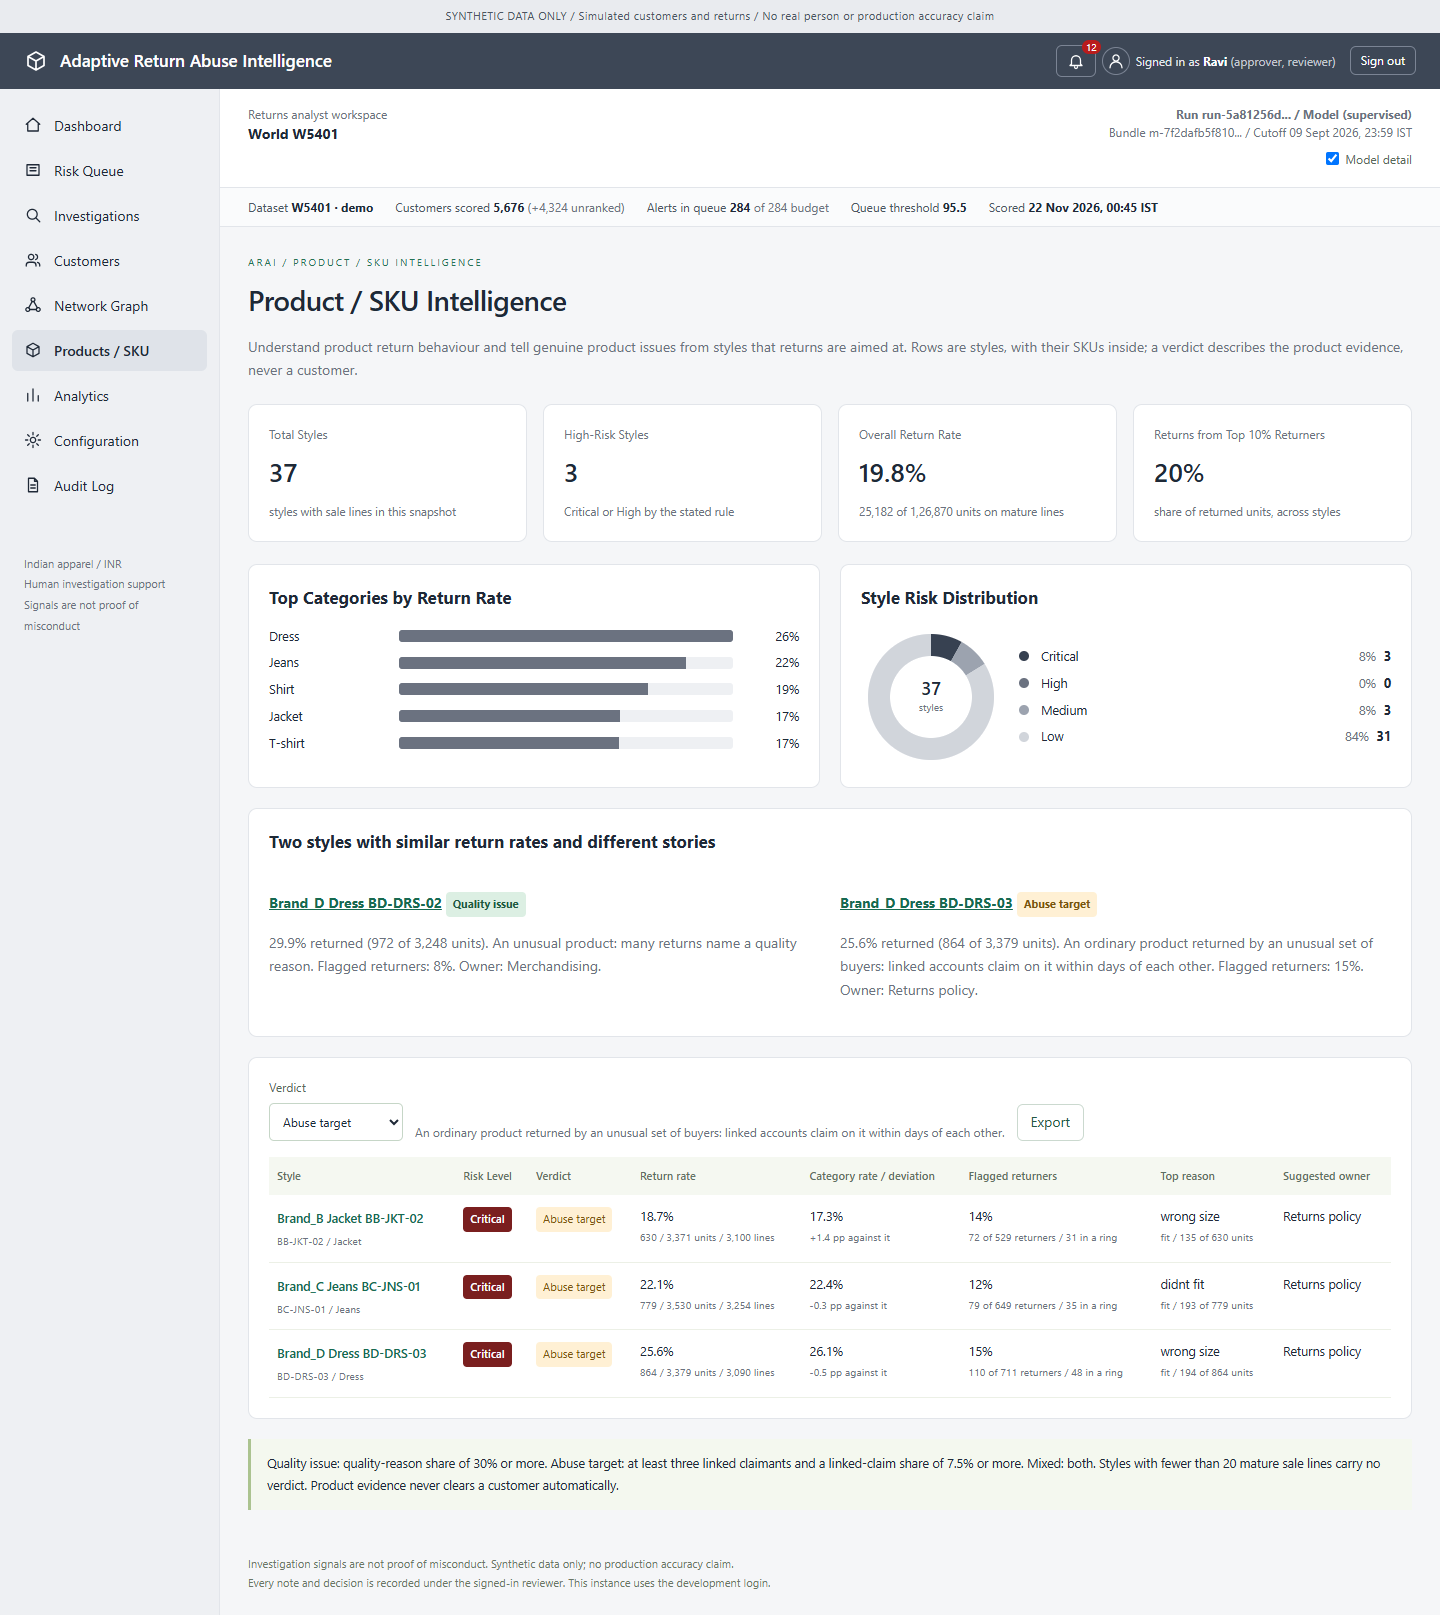 SYNTHETIC DATA ONLY / Simulated customers and returns / No real person or production accuracy claim
Adaptive Return Abuse Intelligence
12
Signed in as Ravi (approver, reviewer)
Sign out
Dashboard
Risk Queue
Investigations
Customers
Network Graph
Products / SKU
Analytics
Configuration
Audit Log
Indian apparel / INR
Human investigation support
Signals are not proof of
misconduct
Returns analyst workspace
World W5401
Run run-5a81256d... / Model (supervised)
Bundle m-7f2dafb5f810... / Cutoff 09 Sept 2026, 23:59 IST
Model detail
Dataset W5401 · demo Customers scored 5,676 (+4,324 unranked) Alerts in queue 284 of 284 budget Queue threshold 95.5 Scored 22 Nov 2026, 00:45 IST
ARAI / PRODUCT / SKU INTELLIGENCE
Product / SKU Intelligence
Understand product return behaviour and tell genuine product issues from styles that returns are aimed at. Rows are styles, with their SKUs inside; a verdict describes the product evidence,
never a customer.
Total Styles
37
styles with sale lines in this snapshot
High-Risk Styles
3
Critical or High by the stated rule
Overall Return Rate
19.8%
25,182 of 1,26,870 units on mature lines
Returns from Top 10% Returners
20%
share of returned units, across styles
Top Categories by Return Rate
Dress 26%
Jeans 22%
Shirt 19%
Jacket 17%
T-shirt 17%
Style Risk Distribution
37
styles
Critical 8% 3
High 0% 0
Medium 8% 3
Low 84% 31
Two styles with similar return rates and different stories
Brand_D Dress BD-DRS-02 Quality issue
29.9% returned (972 of 3,248 units). An unusual product: many returns name a quality
reason. Flagged returners: 8%. Owner: Merchandising.
Brand_D Dress BD-DRS-03 Abuse target
25.6% returned (864 of 3,379 units). An ordinary product returned by an unusual set of
buyers: linked accounts claim on it within days of each other. Flagged returners: 15%.
Owner: Returns policy.
Verdict
Abuse target An ordinary product returned by an unusual set of buyers: linked accounts claim on it within days of each other. Export
Style Risk Level Verdict Return rate Category rate / deviation Flagged returners Top reason Suggested owner
Brand_B Jacket BB-JKT-02 Critical Abuse target 18.7% 17.3% 14% wrong size Returns policy
BB-JKT-02 / Jacket 630 / 3,371 units / 3,100 lines +1.4 pp against it 72 of 529 returners / 31 in a ring fit / 135 of 630 units
Brand_C Jeans BC-JNS-01 Critical Abuse target 22.1% 22.4% 12% didnt fit Returns policy
BC-JNS-01 / Jeans 779 / 3,530 units / 3,254 lines -0.3 pp against it 79 of 649 returners / 35 in a ring fit / 193 of 779 units
Brand_D Dress BD-DRS-03 Critical Abuse target 25.6% 26.1% 15% wrong size Returns policy
BD-DRS-03 / Dress 864 / 3,379 units / 3,090 lines -0.5 pp against it 110 of 711 returners / 48 in a ring fit / 194 of 864 units
Quality issue: quality-reason share of 30% or more. Abuse target: at least three linked claimants and a linked-claim share of 7.5% or more. Mixed: both. Styles with fewer than 20 mature sale lines carry no
verdict. Product evidence never clears a customer automatically.
Investigation signals are not proof of misconduct. Synthetic data only; no production accuracy claim.
Every note and decision is recorded under the signed-in reviewer. This instance uses the development login.